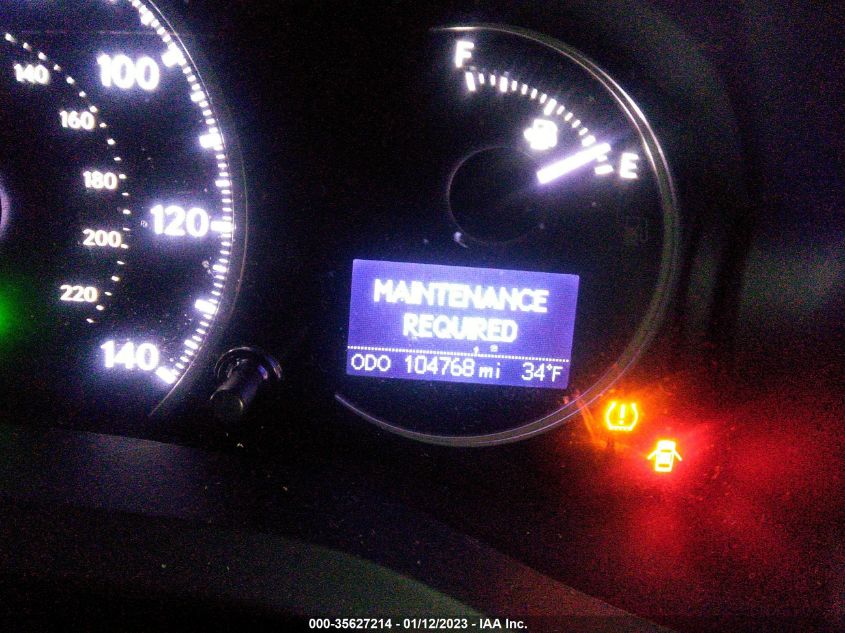 140
100
160
180
120
200
220
140
F
E
MAINTENANCE
REQUIRED
ODO 104768 mi 34°F
000-35627214 - 01/12/2023 - IAA Inc.